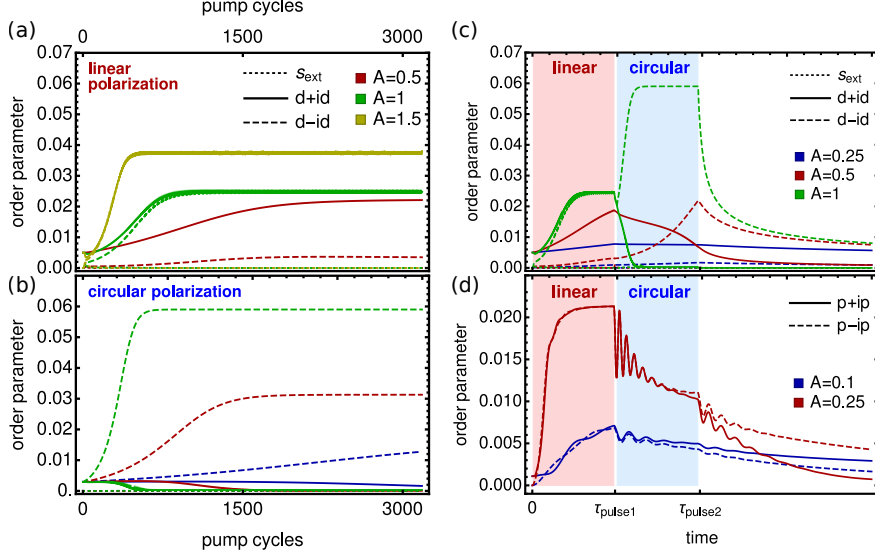 pump cycles
0 1500 3000
(a)
order parameter
0.07
0.06
0.05
0.04
0.03
0.02
0.01
0.00
linear
polarization
s_ext
d+id
d−id
A=0.5
A=1
A=1.5
(b)
order parameter
0.06
0.05
0.04
0.03
0.02
0.01
0.
circular polarization
0 1500 3000
pump cycles
(c)
order parameter
0.07
0.06
0.05
0.04
0.03
0.02
0.01
0.00
linear circular
s_ext
d+id
d−id
A=0.25
A=0.5
A=1
(d)
order parameter
0.020
0.015
0.010
0.005
0.000
linear circular
p+ip
p−ip
A=0.1
A=0.25
0 τ_pulse1 τ_pulse2
time